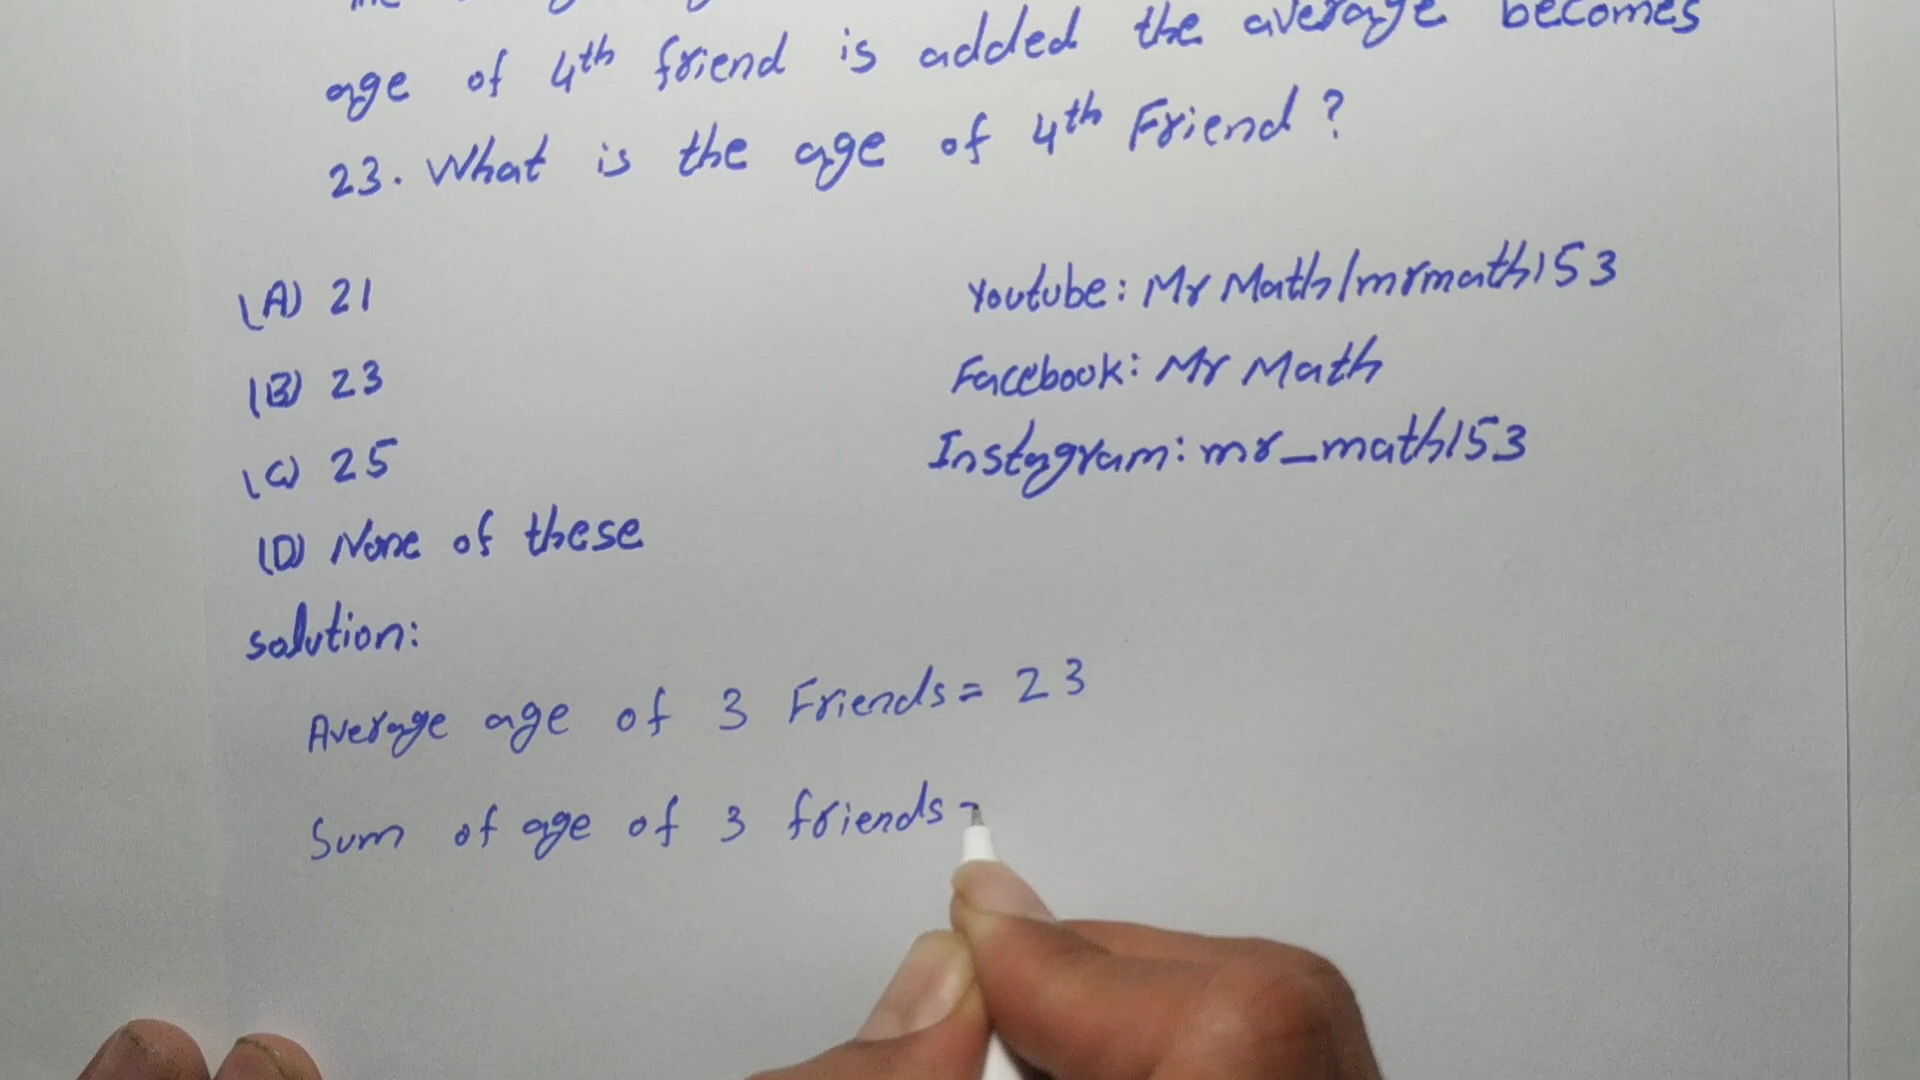 age of 4th friend is added the average becomes
23. What is the age of 4th Friend?
(A) 21
(B) 23
(C) 25
(D) None of these
Youtube: Mr Math/mrmath153
Facebook: Mr Math
Instagram: mr_math153
Solution:
Average age of 3 Friends = 23
Sum of age of 3 friends